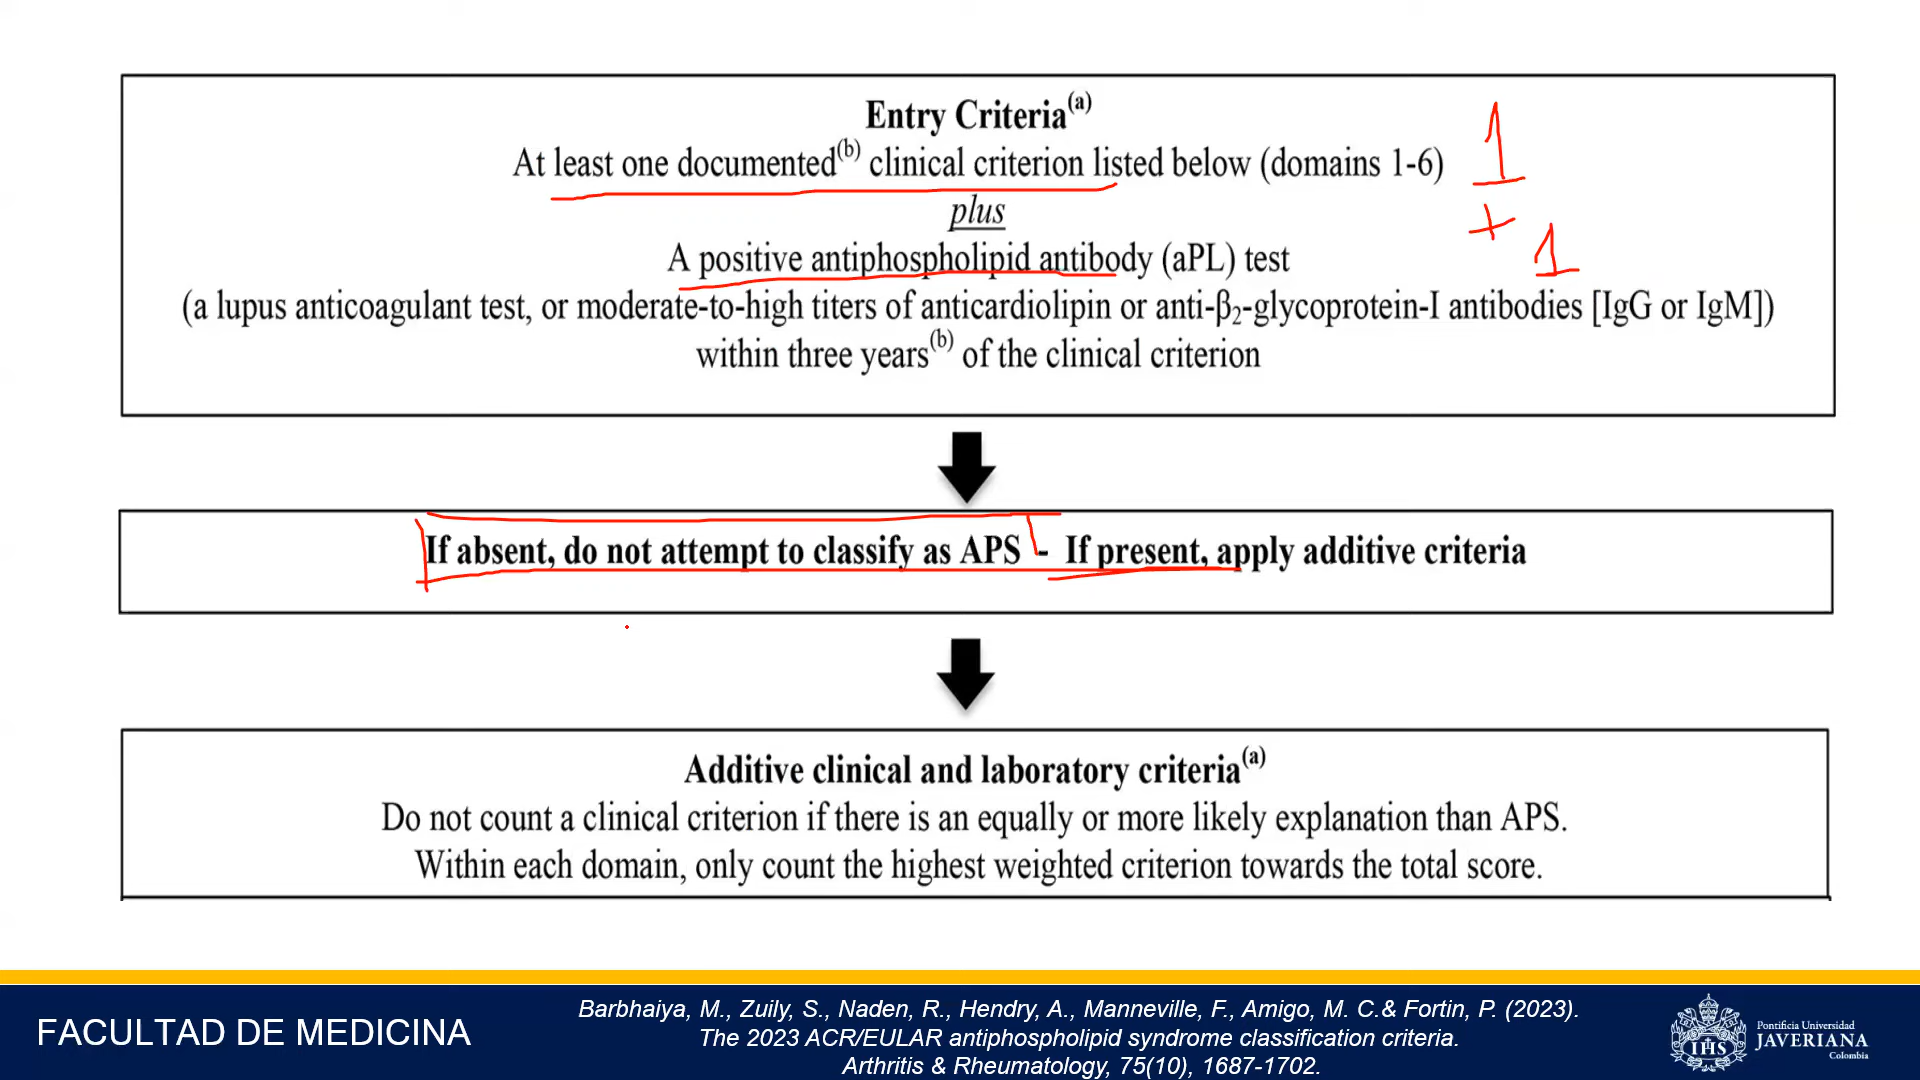 Entry Criteria(a)
At least one documented(b) clinical criterion listed below (domains 1-6)
1
plus
+ 1
A positive antiphospholipid antibody (aPL) test
(a lupus anticoagulant test, or moderate-to-high titers of anticardiolipin or anti-β2-glycoprotein-I antibodies [IgG or IgM])
within three years(b) of the clinical criterion
If absent, do not attempt to classify as APS - If present, apply additive criteria
Additive clinical and laboratory criteria(a)
Do not count a clinical criterion if there is an equally or more likely explanation than APS.
Within each domain, only count the highest weighted criterion towards the total score.
FACULTAD DE MEDICINA
Barbhaiya, M., Zuily, S., Naden, R., Hendry, A., Manneville, F., Amigo, M. C.& Fortin, P. (2023).
The 2023 ACR/EULAR antiphospholipid syndrome classification criteria.
Arthritis & Rheumatology, 75(10), 1687-1702.
IHS
Pontificia Universidad
JAVERIANA
Colombia